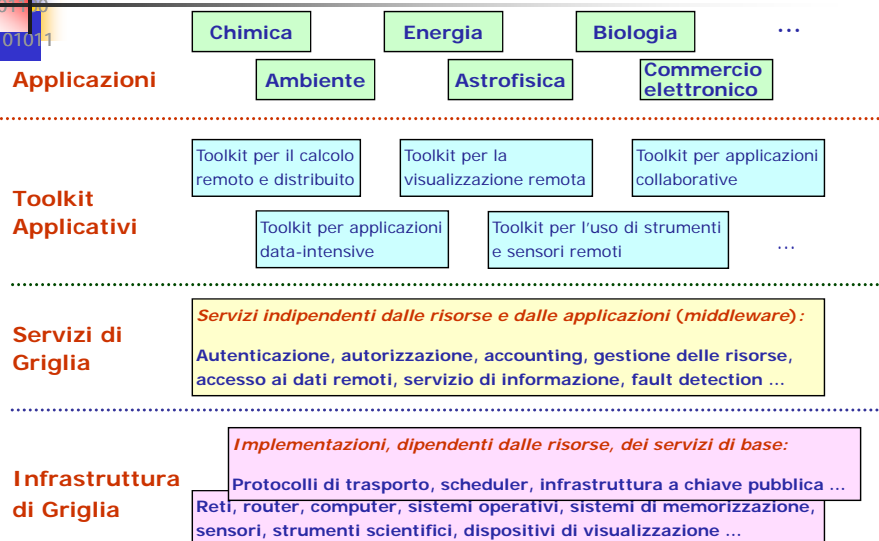 01100
01011
Chimica
Energia
Biologia
...
Applicazioni
Ambiente
Astrofisica
Commercio
elettronico
Toolkit
Applicativi
Toolkit per il calcolo
remoto e distribuito
Toolkit per la
visualizzazione remota
Toolkit per applicazioni
collaborative
Toolkit per applicazioni
data-intensive
Toolkit per l'uso di strumenti
e sensori remoti
...
Servizi di
Griglia
Servizi indipendenti dalle risorse e dalle applicazioni (middleware):
Autenticazione, autorizzazione, accounting, gestione delle risorse,
accesso ai dati remoti, servizio di informazione, fault detection ...
Infrastruttura
di Griglia
Implementazioni, dipendenti dalle risorse, dei servizi di base:
Protocolli di trasporto, scheduler, infrastruttura a chiave pubblica ...
Reti, router, computer, sistemi operativi, sistemi di memorizzazione,
sensori, strumenti scientifici, dispositivi di visualizzazione ...